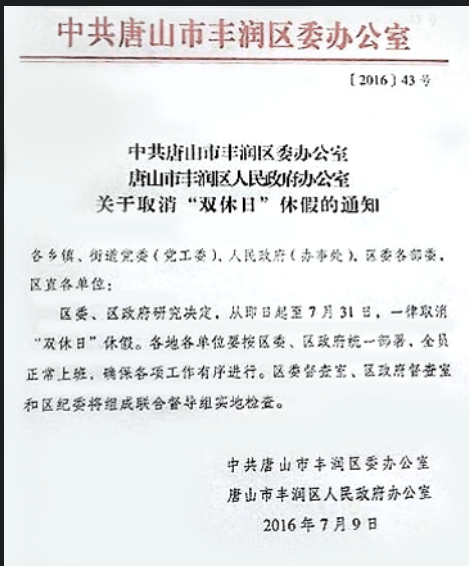 中共唐山市丰润区委办公室
〔2016〕43 号
中共唐山市丰润区委办公室
唐山市丰润区人民政府办公室
关于取消“双休日”休假的通知
各乡镇、街道党委(党工委)、人民政府(办事处),区委各部委,
区直各单位:
区委、区政府研究决定,从即日起至7月31日,一律取消
“双休日”休假。各地各单位要按区委、区政府统一部署,全员
正常上班,确保各项工作有序进行。区委督查室、区政府督查室
和区纪委将组成联合督导组实地检查。
中共唐山市丰润区委办公室
唐山市丰润区人民政府办公室
2016年7月9日